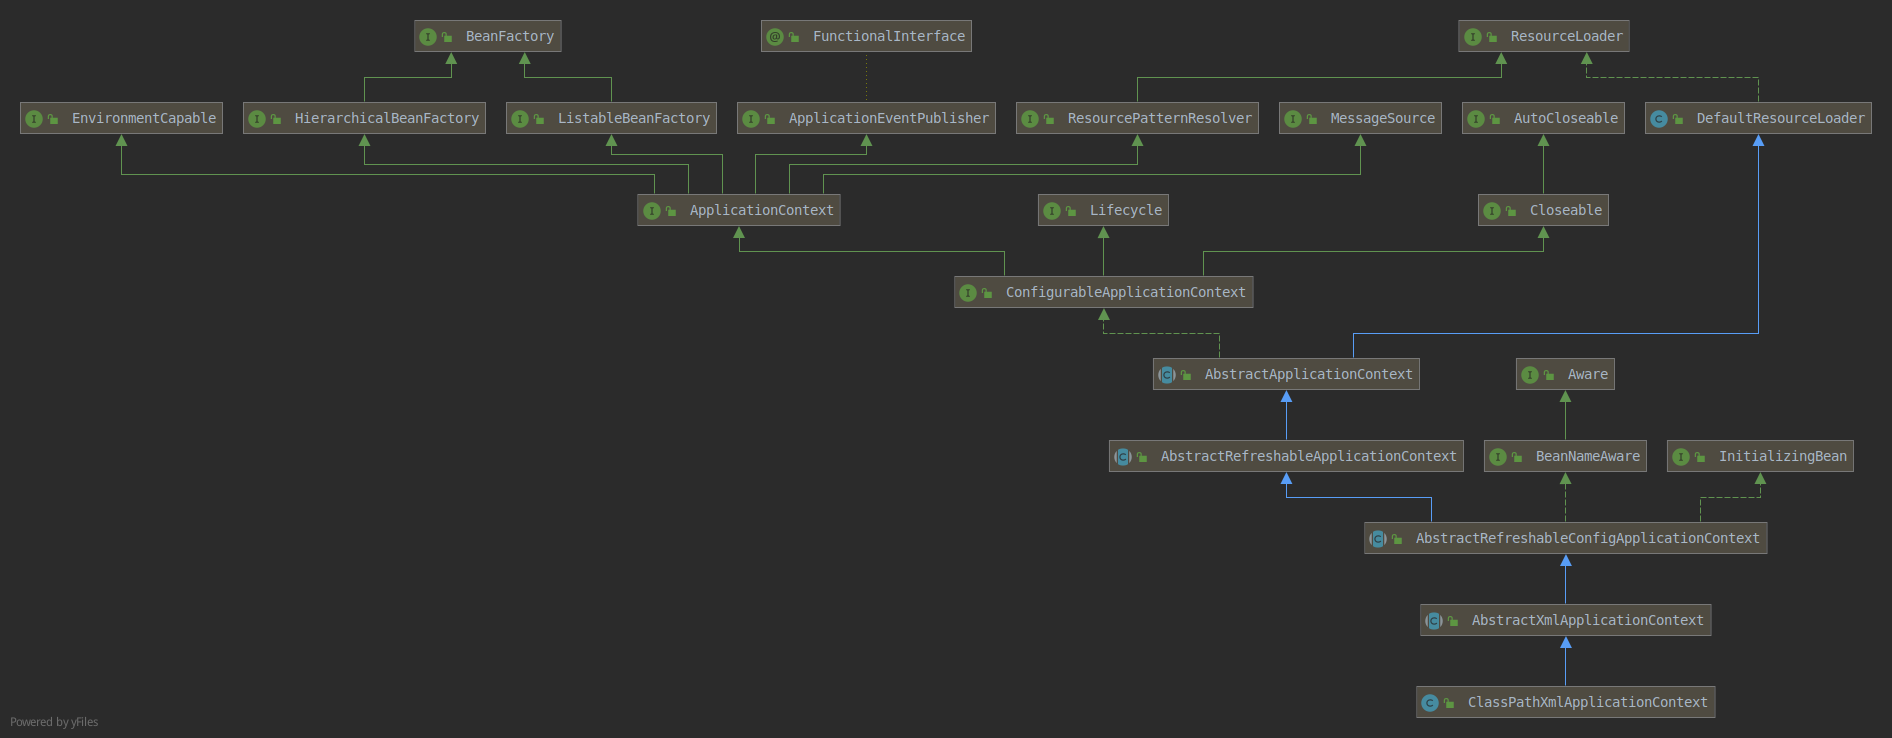 BeanFactory
FunctionalInterface
ResourceLoader
EnvironmentCapable
HierarchicalBeanFactory
ListableBeanFactory
ApplicationEventPublisher
ResourcePatternResolver
MessageSource
AutoCloseable
DefaultResourceLoader
ApplicationContext
Lifecycle
Closeable
ConfigurableApplicationContext
AbstractApplicationContext
Aware
AbstractRefreshableApplicationContext
BeanNameAware
InitializingBean
AbstractRefreshableConfigApplicationContext
AbstractXmlApplicationContext
ClassPathXmlApplicationContext
Powered by yFiles